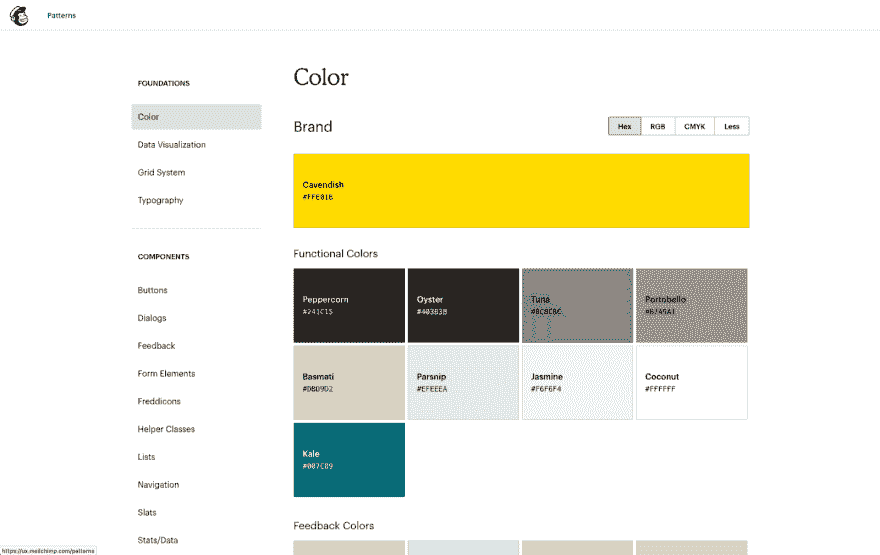 Patterns
FOUNDATIONS
Color
Data Visualization
Grid System
Typography
COMPONENTS
Buttons
Dialogs
Feedback
Form Elements
Freddicons
Helper Classes
Lists
Navigation
Slats
Stats/Data
Color
Brand
Hex RGB CMYK Less
Cavendish
#FFE01B
Functional Colors
Peppercorn Oyster Tuna Portobello
#241C15 #403B3B
Basmati Parsnip Jasmine Coconut
#DBD9D2 #EFEEEA #F6F6F4 #FFFFFF
Kale
#007C89
Feedback Colors
https://ux.mailchimp.com/patterns